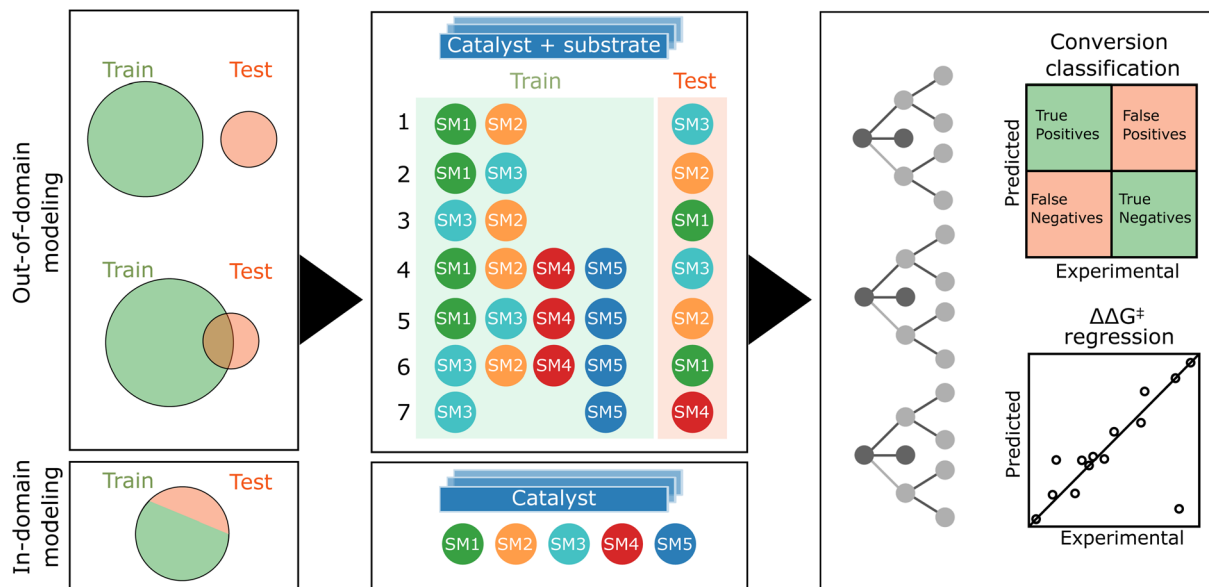 Out-of-domain
modeling
Train
Test
Train
Test
In-domain
modeling
Train
Test
Catalyst + substrate
Train
Test
1 SM1 SM2 SM3
2 SM1 SM3 SM2
3 SM3 SM2 SM1
4 SM1 SM2 SM4 SM5 SM3
5 SM1 SM3 SM4 SM5 SM2
6 SM3 SM2 SM4 SM5 SM1
7 SM3 SM5 SM4
Catalyst
SM1 SM2 SM3 SM4 SM5
Conversion
classification
Predicted
True
Positives
False
Positives
False
Negatives
True
Negatives
Experimental
ΔΔG‡
regression
Predicted
Experimental